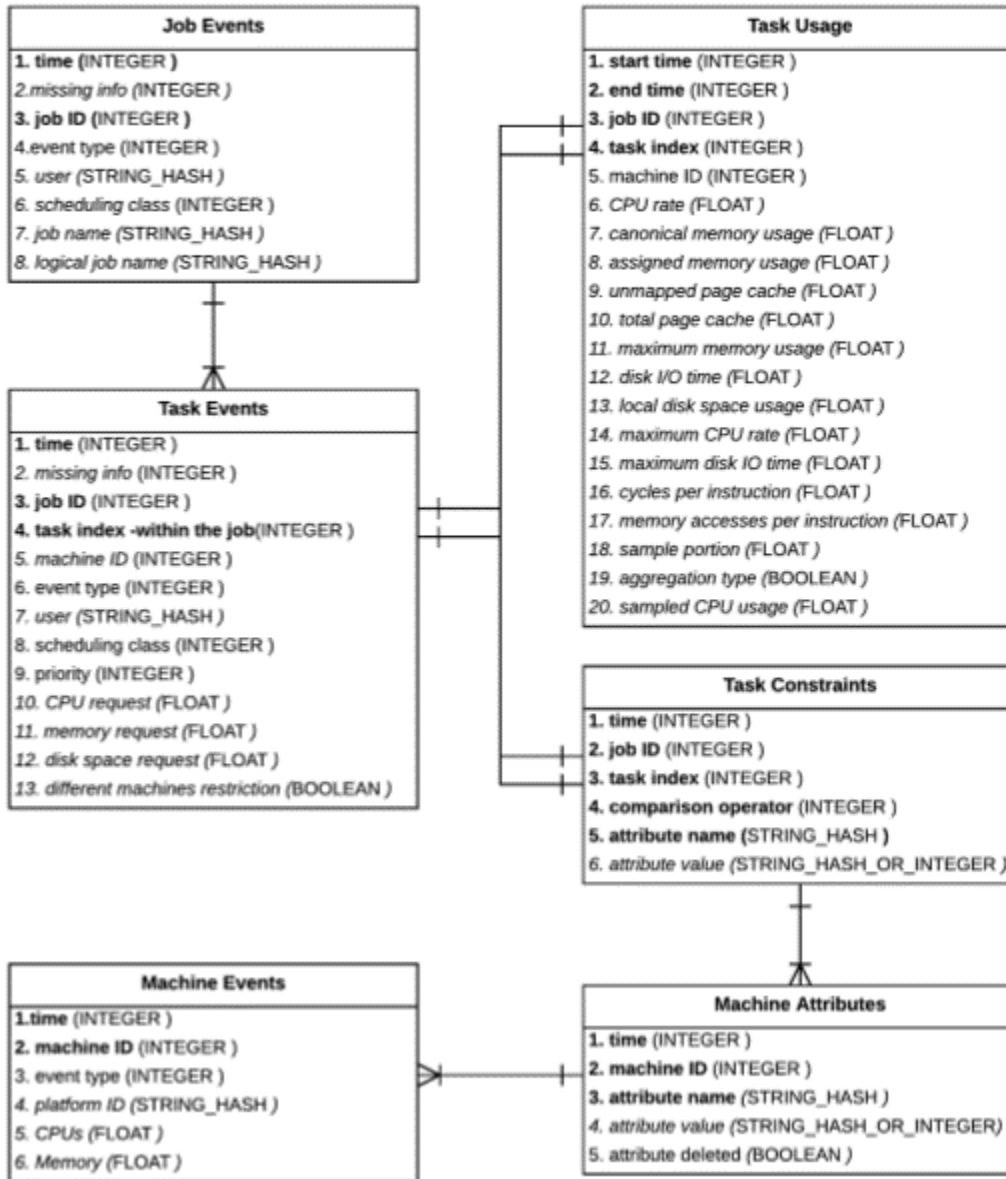 Job Events
1. time (INTEGER )
2.missing info (INTEGER )
3. job ID (INTEGER )
4.event type (INTEGER )
5. user (STRING_HASH )
6. scheduling class (INTEGER )
7. job name (STRING_HASH )
8. logical job name (STRING_HASH )
Task Events
1. time (INTEGER )
2. missing info (INTEGER )
3. job ID (INTEGER )
4. task index -within the job(INTEGER )
5. machine ID (INTEGER )
6. event type (INTEGER )
7. user (STRING_HASH )
8. scheduling class (INTEGER )
9. priority (INTEGER )
10. CPU request (FLOAT )
11. memory request (FLOAT )
12. disk space request (FLOAT )
13. different machines restriction (BOOLEAN )
Machine Events
1.time (INTEGER )
2. machine ID (INTEGER )
3. event type (INTEGER )
4. platform ID (STRING_HASH )
5. CPUs (FLOAT )
6. Memory (FLOAT )
Task Usage
1. start time (INTEGER )
2. end time (INTEGER )
3. job ID (INTEGER )
4. task index (INTEGER )
5. machine ID (INTEGER )
6. CPU rate (FLOAT )
7. canonical memory usage (FLOAT )
8. assigned memory usage (FLOAT )
9. unmapped page cache (FLOAT )
10. total page cache (FLOAT )
11. maximum memory usage (FLOAT )
12. disk I/O time (FLOAT )
13. local disk space usage (FLOAT )
14. maximum CPU rate (FLOAT )
15. maximum disk IO time (FLOAT )
16. cycles per instruction (FLOAT )
17. memory accesses per instruction (FLOAT )
18. sample portion (FLOAT )
19. aggregation type (BOOLEAN )
20. sampled CPU usage (FLOAT )
Task Constraints
1. time (INTEGER )
2. job ID (INTEGER )
3. task index (INTEGER )
4. comparison operator (INTEGER )
5. attribute name (STRING_HASH )
6. attribute value (STRING_HASH_OR_INTEGER )
Machine Attributes
1. time (INTEGER )
2. machine ID (INTEGER )
3. attribute name (STRING_HASH )
4. attribute value (STRING_HASH_OR_INTEGER)
5. attribute deleted (BOOLEAN )